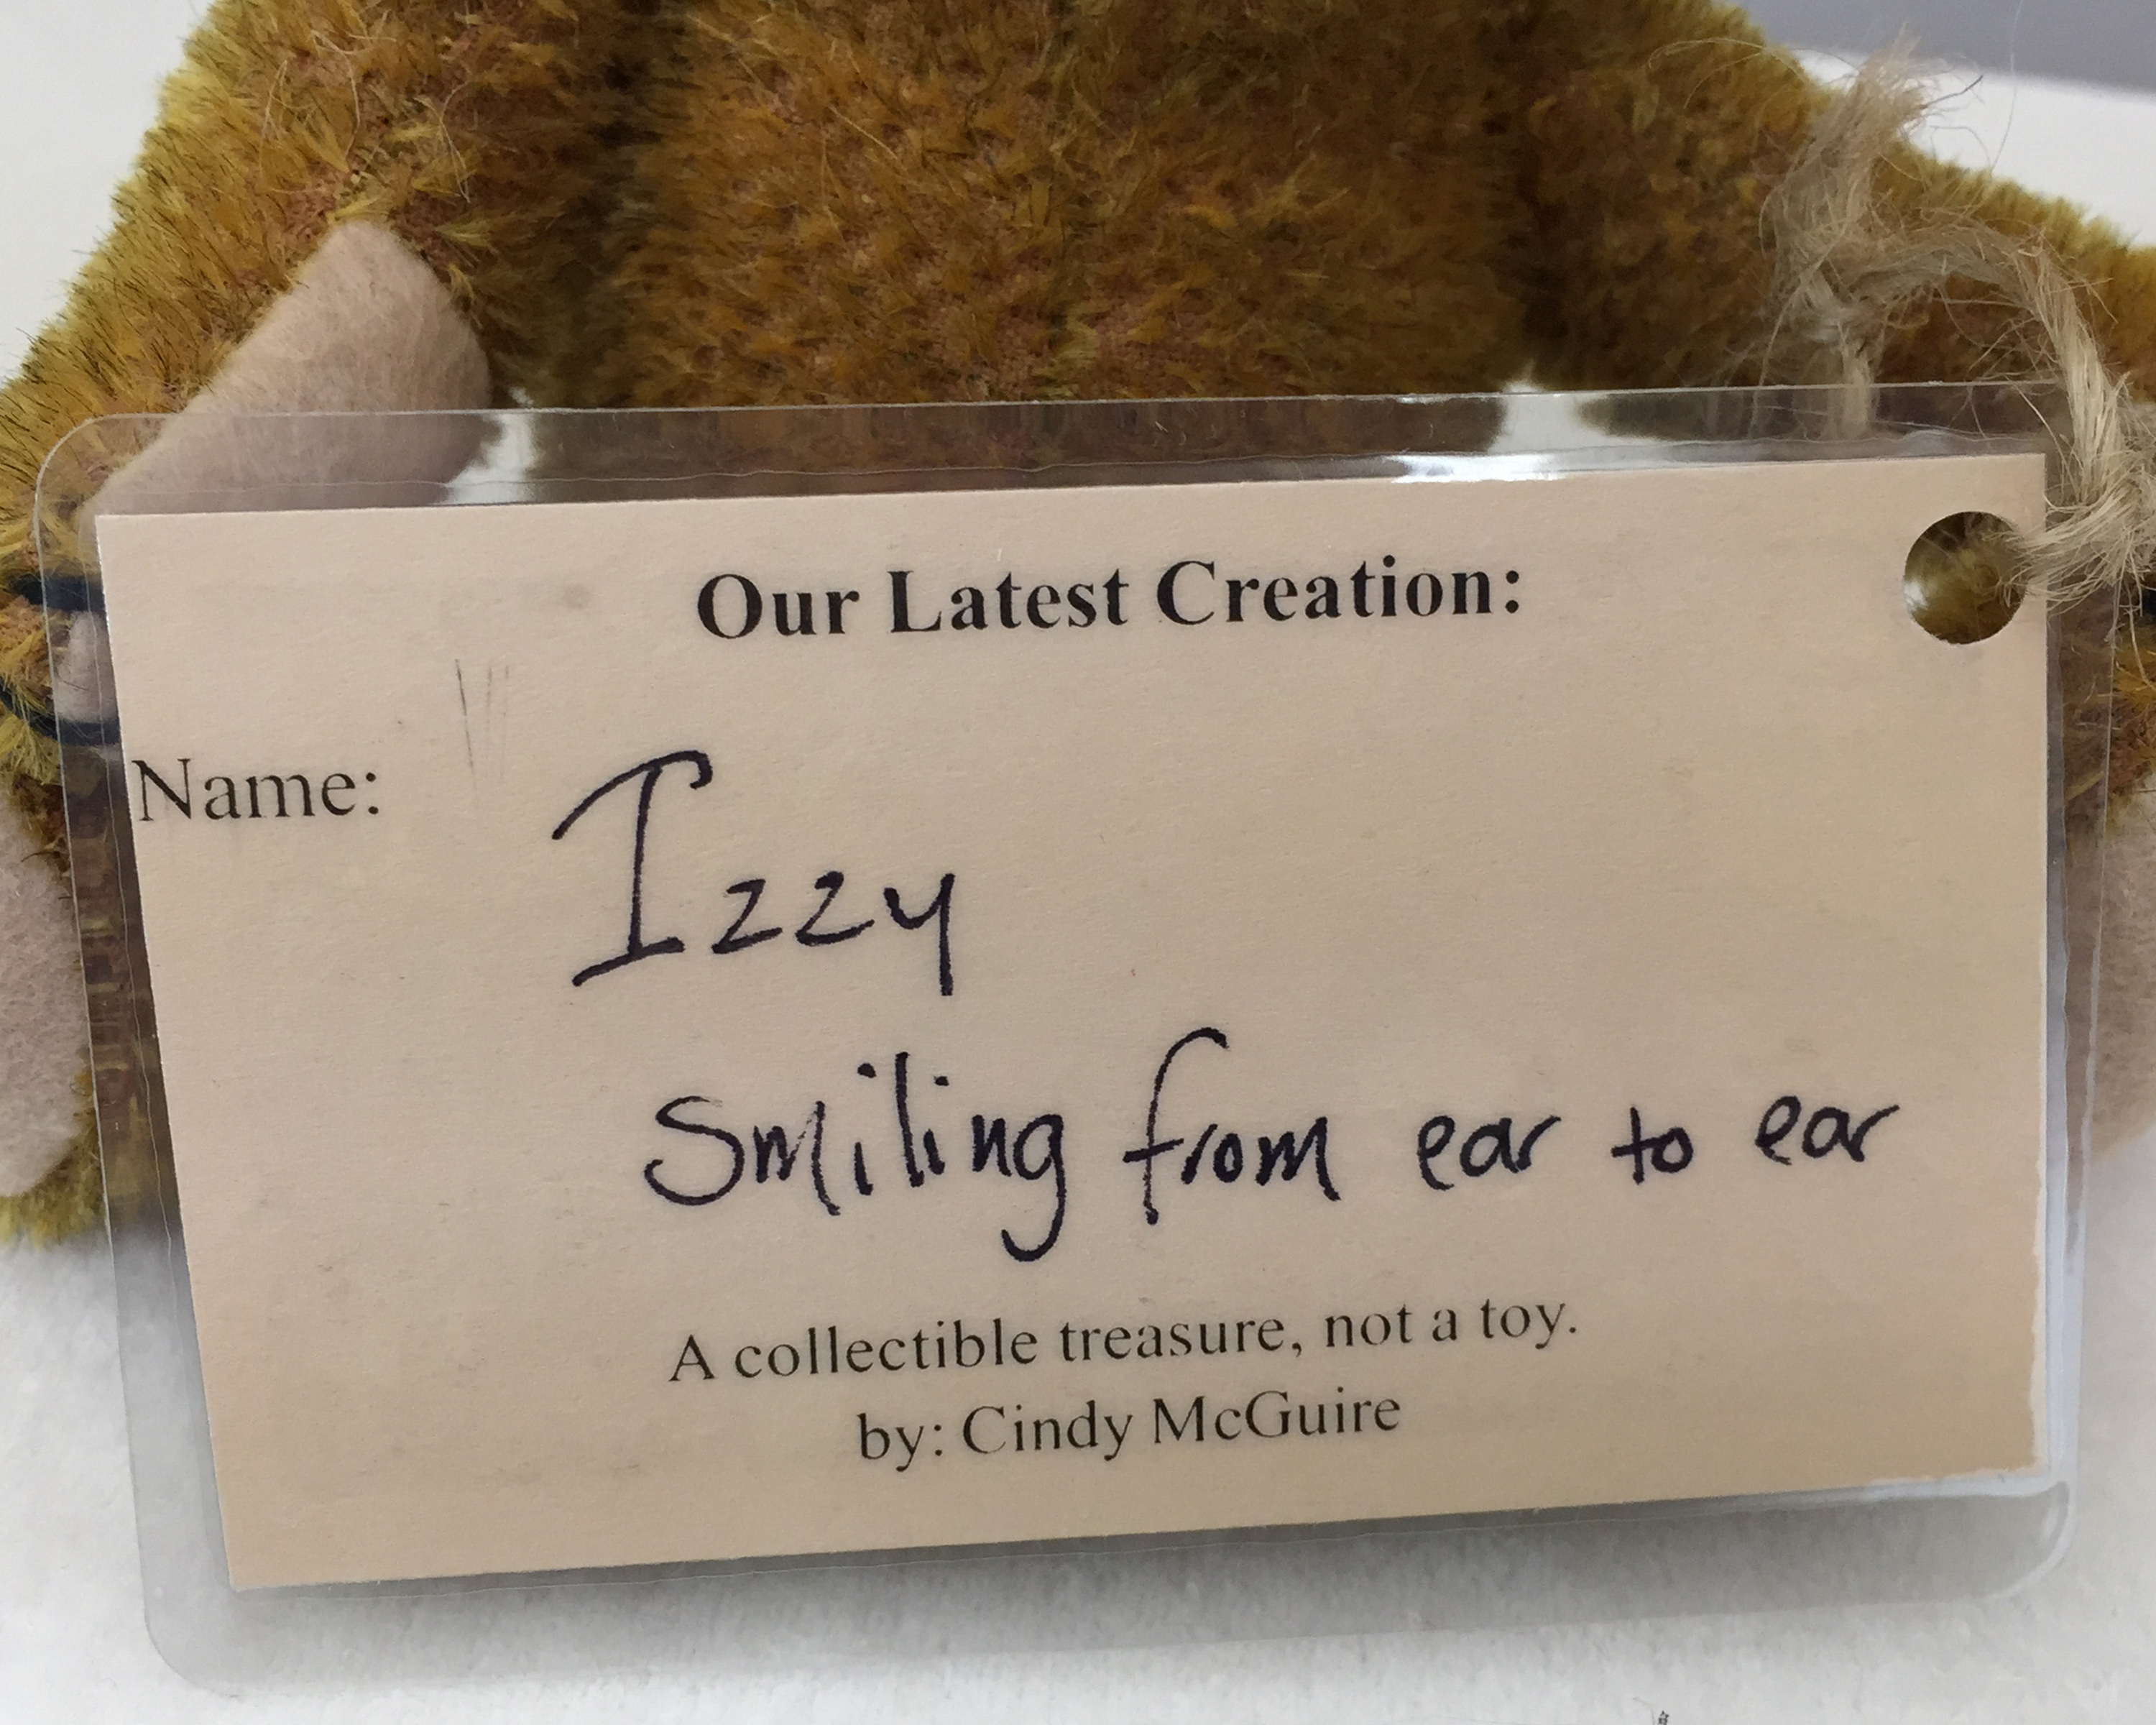 Our Latest Creation:
Name: Izzy
Smiling from ear to ear
A collectible treasure, not a toy.
by: Cindy McGuire